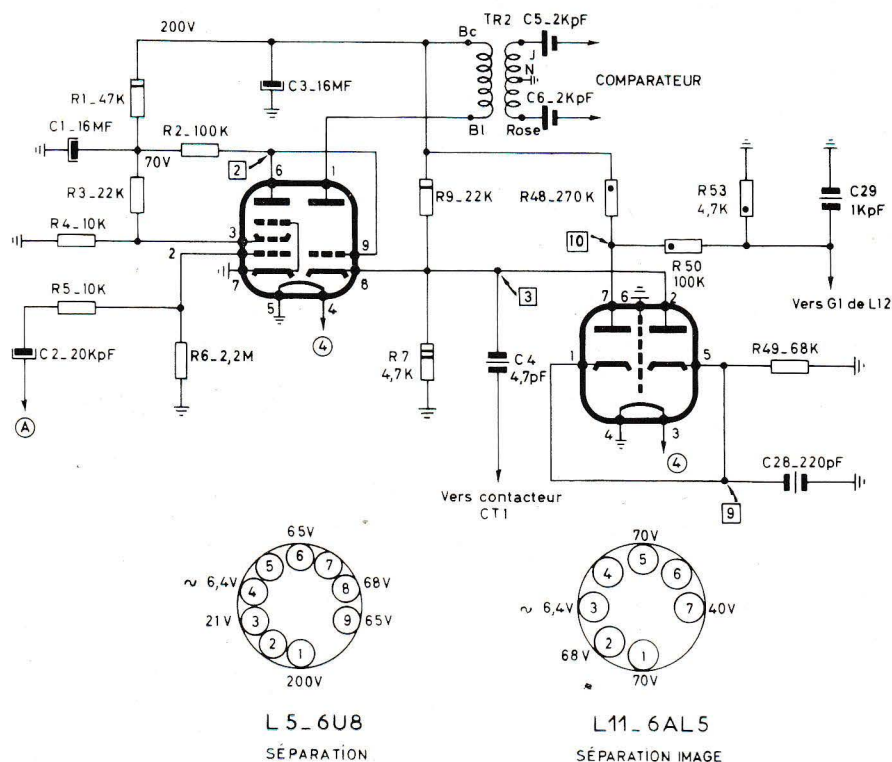 200V
Bc
TR2
C5_2KpF
J
N
COMPARATEUR
C3_16MF
R1_47K
C1_16MF
R2_100K
C6_2KpF
Bl
Rose
70V
2
6
1
R3_22K
R9_22K
R48_270K
R53
4,7K
C29
1KpF
R4_10K
3
2
9
10
R50
100K
7
8
3
7
6
2
Vers G1 de L12
R5_10K
5
4
4
C2_20KpF
R6_2,2M
R7
4,7K
C4
4,7pF
1
5
R49_68K
A
4
3
4
C28_220pF
Vers contacteur
CT1
9
65V
6
5
7
~ 6,4V
4
8
68V
21V
3
9
65V
2
1
200V
70V
5
4
6
~ 6,4V
3
7
40V
68V
2
1
70V
L5_6U8
SÉPARATION
L11_6AL5
SÉPARATION IMAGE